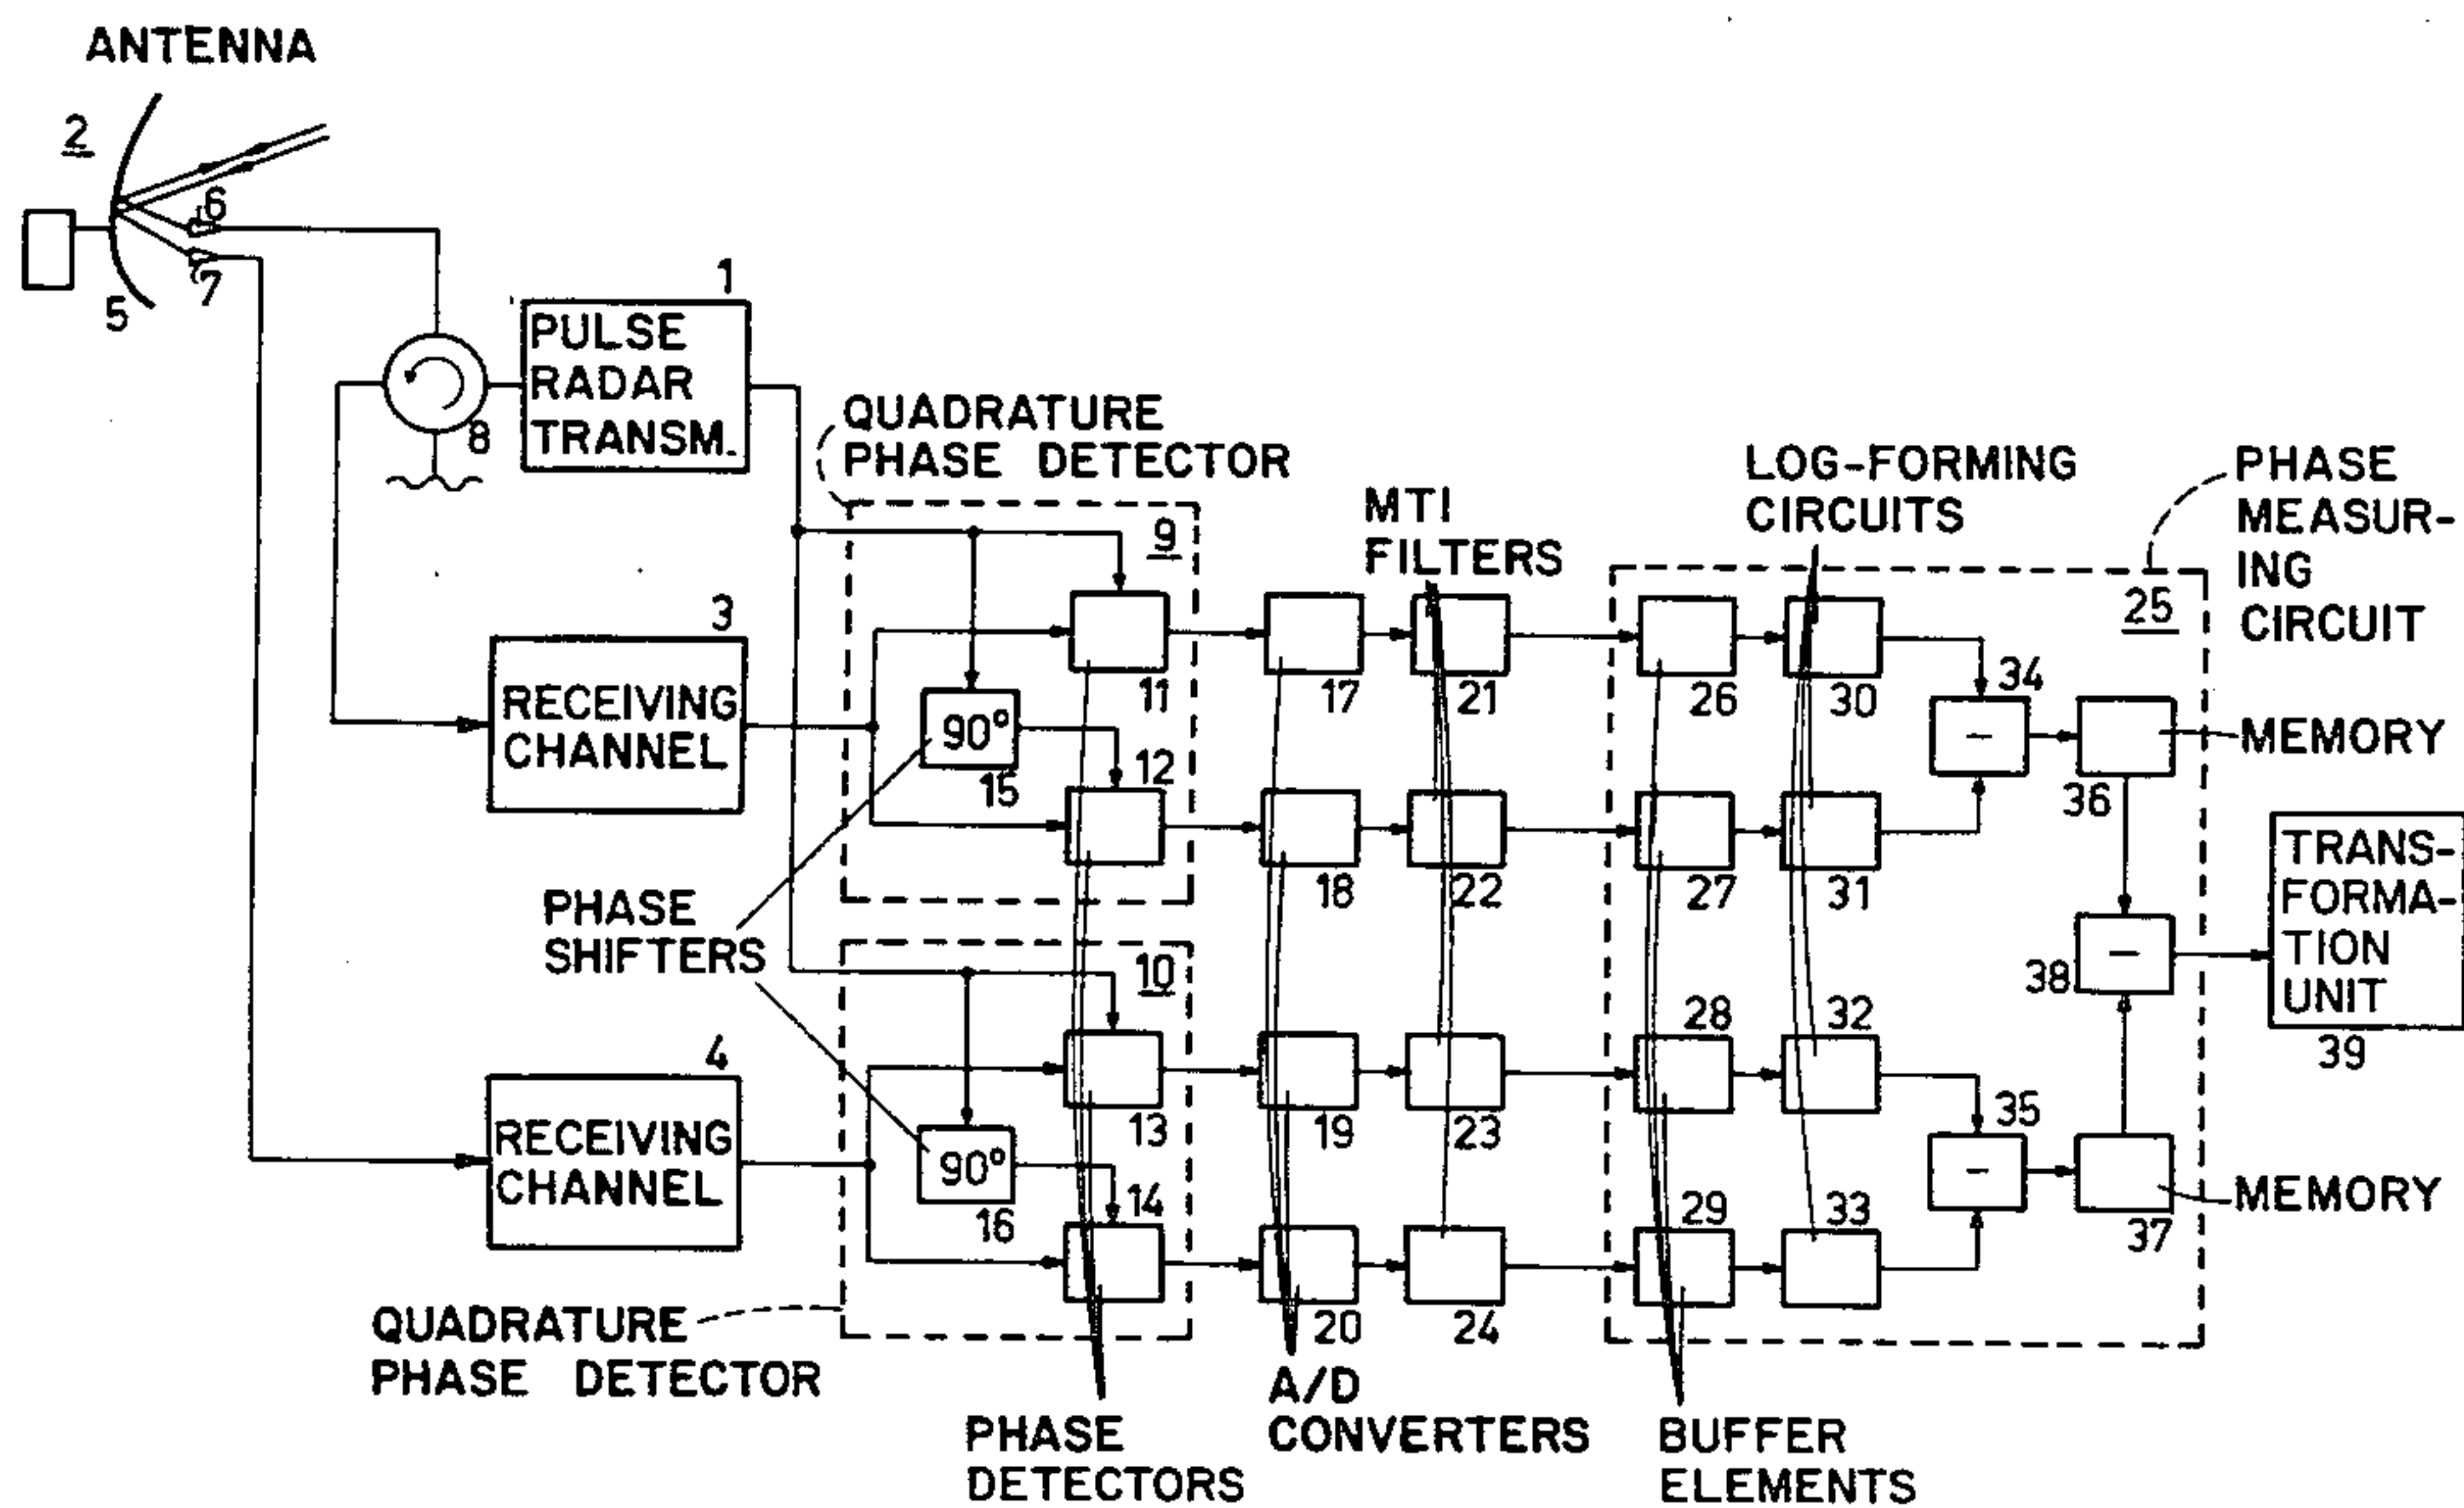 ANTENNA
2
6
7
5
1
PULSE
RADAR
TRANSM.
8
QUADRATURE
PHASE DETECTOR
9
3
RECEIVING
CHANNEL
11
90°
15
12
PHASE
SHIFTERS
10
4
RECEIVING
CHANNEL
13
90°
16
14
QUADRATURE
PHASE DETECTOR
PHASE
DETECTORS
17
18
19
20
A/D
CONVERTERS
MTI
FILTERS
21
22
23
24
LOG-FORMING
CIRCUITS
PHASE
MEASUR-
ING
CIRCUIT
25
26
30
27
31
28
32
29
33
BUFFER
ELEMENTS
34
-
36
MEMORY
38
-
35
-
37
MEMORY
TRANS-
FORMA-
TION
UNIT
39